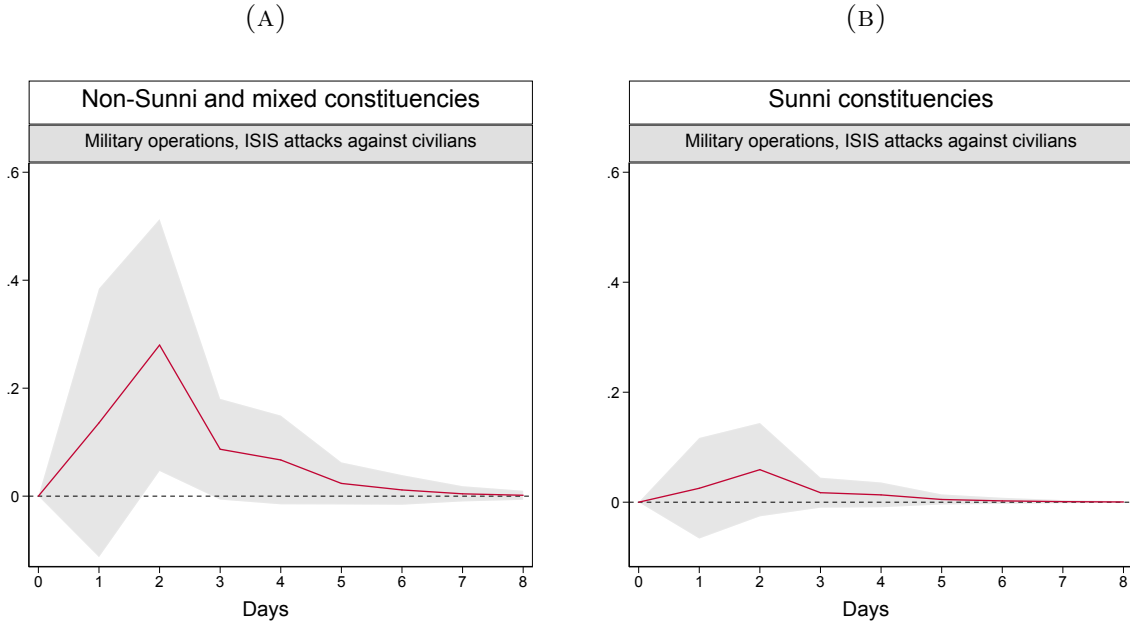 (A)
Non-Sunni and mixed constituencies
Military operations, ISIS attacks against civilians
.6
.4
.2
0
0 1 2 3 4 5 6 7 8
Days
(B)
Sunni constituencies
Military operations, ISIS attacks against civilians
.6
.4
.2
0
0 1 2 3 4 5 6 7 8
Days